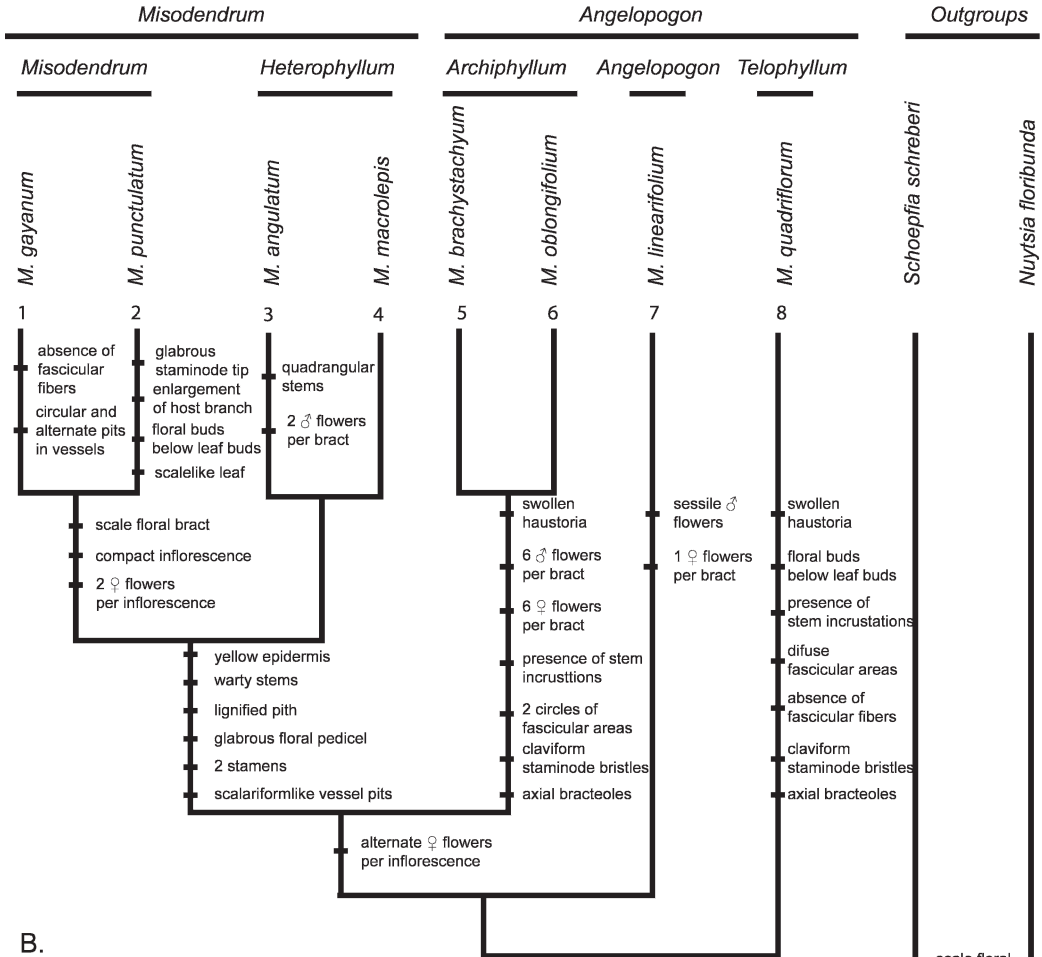 Misodendrum
Angelopogon
Outgroups
Misodendrum
Heterophyllum
Archiphyllum
Angelopogon
Telophyllum
M. gayanum
M. punctulatum
M. angulatum
M. macrolepis
M. brachystachyum
M. oblongifolium
M. linearifolium
M. quadriflorum
Schoepfia schreberi
Nuytsia floribunda
1
2
3
4
5
6
7
8
absence of
fascicular
fibers
circular and
alternate pits
in vessels
glabrous
staminode tip
enlargement
of host branch
floral buds
below leaf buds
scalelike leaf
quadrangular
stems
2 ♂ flowers
per bract
scale floral bract
compact inflorescence
2 ♀ flowers
per inflorescence
swollen
haustoria
6 ♂ flowers
per bract
6 ♀ flowers
per bract
presence of stem
incrusttions
2 circles of
fascicular areas
claviform
staminode bristles
axial bracteoles
sessile ♂
flowers
1 ♀ flowers
per bract
swollen
haustoria
floral buds
below leaf buds
presence of
stem incrustations
difuse
fascicular areas
absence of
fascicular fibers
claviform
staminode bristles
axial bracteoles
yellow epidermis
warty stems
lignified pith
glabrous floral pedicel
2 stamens
scalariformlike vessel pits
alternate ♀ flowers
per inflorescence
B.
scale floral